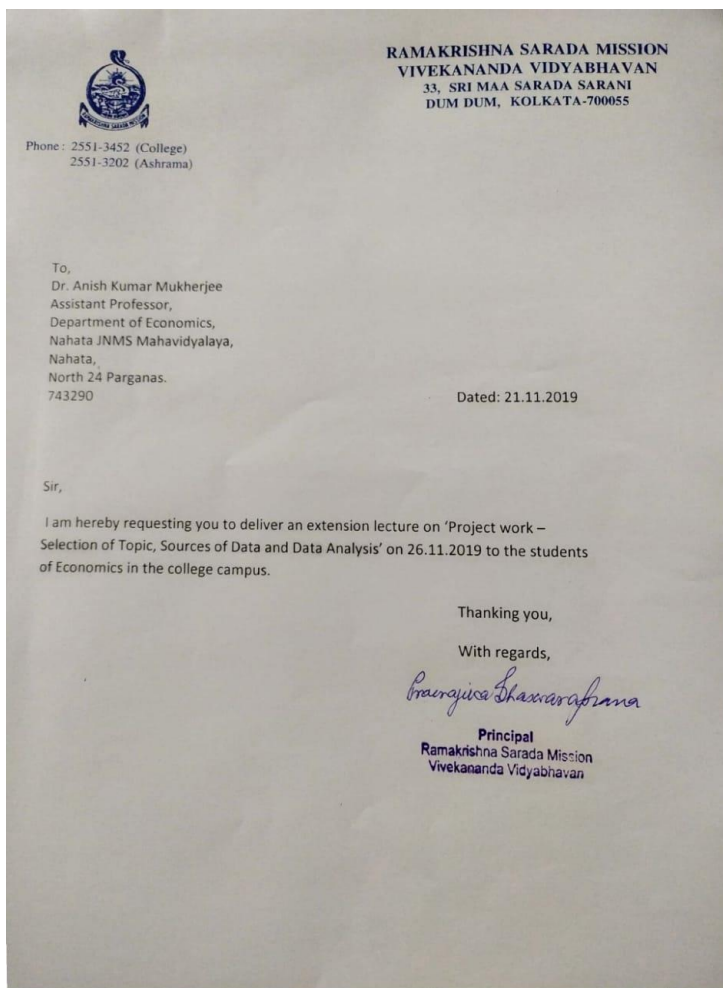 RAMAKRISHNA SARADA MISSION
VIVEKANANDA VIDYABHAVAN
33, SRI MAA SARADA SARANI
DUM DUM, KOLKATA-700055
RAMAKRISHNA SARADA MISSION
Phone : 2551-3452 (College)
2551-3202 (Ashrama)
To,
Dr. Anish Kumar Mukherjee
Assistant Professor,
Department of Economics,
Nahata JNMS Mahavidyalaya,
Nahata,
North 24 Parganas.
743290
Dated: 21.11.2019
Sir,
I am hereby requesting you to deliver an extension lecture on ‘Project work –
Selection of Topic, Sources of Data and Data Analysis’ on 26.11.2019 to the students
of Economics in the college campus.
Thanking you,
With regards,
Principal
Ramakrishna Sarada Mission
Vivekananda Vidyabhavan